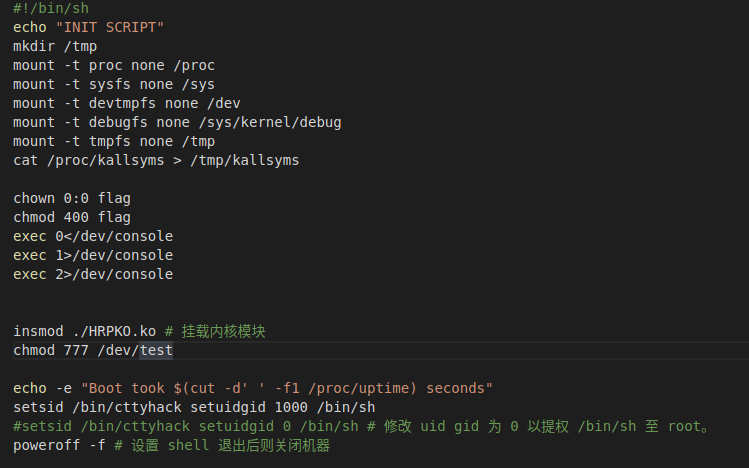 #!/bin/sh
echo "INIT SCRIPT"
mkdir /tmp
mount -t proc none /proc
mount -t sysfs none /sys
mount -t devtmpfs none /dev
mount -t debugfs none /sys/kernel/debug
mount -t tmpfs none /tmp
cat /proc/kallsyms > /tmp/kallsyms
chown 0:0 flag
chmod 400 flag
exec 0</dev/console
exec 1>/dev/console
exec 2>/dev/console
insmod ./HRPKO.ko # 挂载内核模块
chmod 777 /dev/test
echo -e "Boot took $(cut -d' ' -f1 /proc/uptime) seconds"
setsid /bin/cttyhack setuidgid 1000 /bin/sh
#setsid /bin/cttyhack setuidgid 0 /bin/sh # 修改 uid gid 为 0 以提权 /bin/sh 至 root。
poweroff -f # 设置 shell 退出后则关闭机器